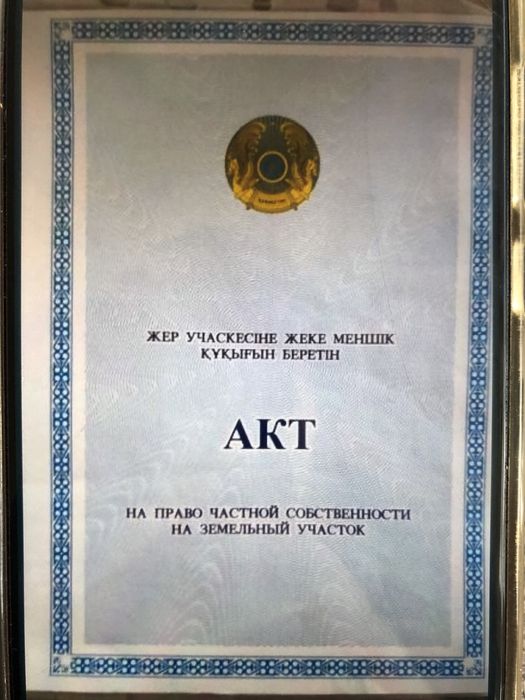 ЖЕР УЧАСКЕСІНЕ ЖЕКЕ МЕНШІК
ҚҰҚЫҒЫН БЕРЕТІН
АКТ
НА ПРАВО ЧАСТНОЙ СОБСТВЕННОСТИ
НА ЗЕМЕЛЬНЫЙ УЧАСТОК